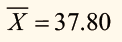 X̅ = 37.80